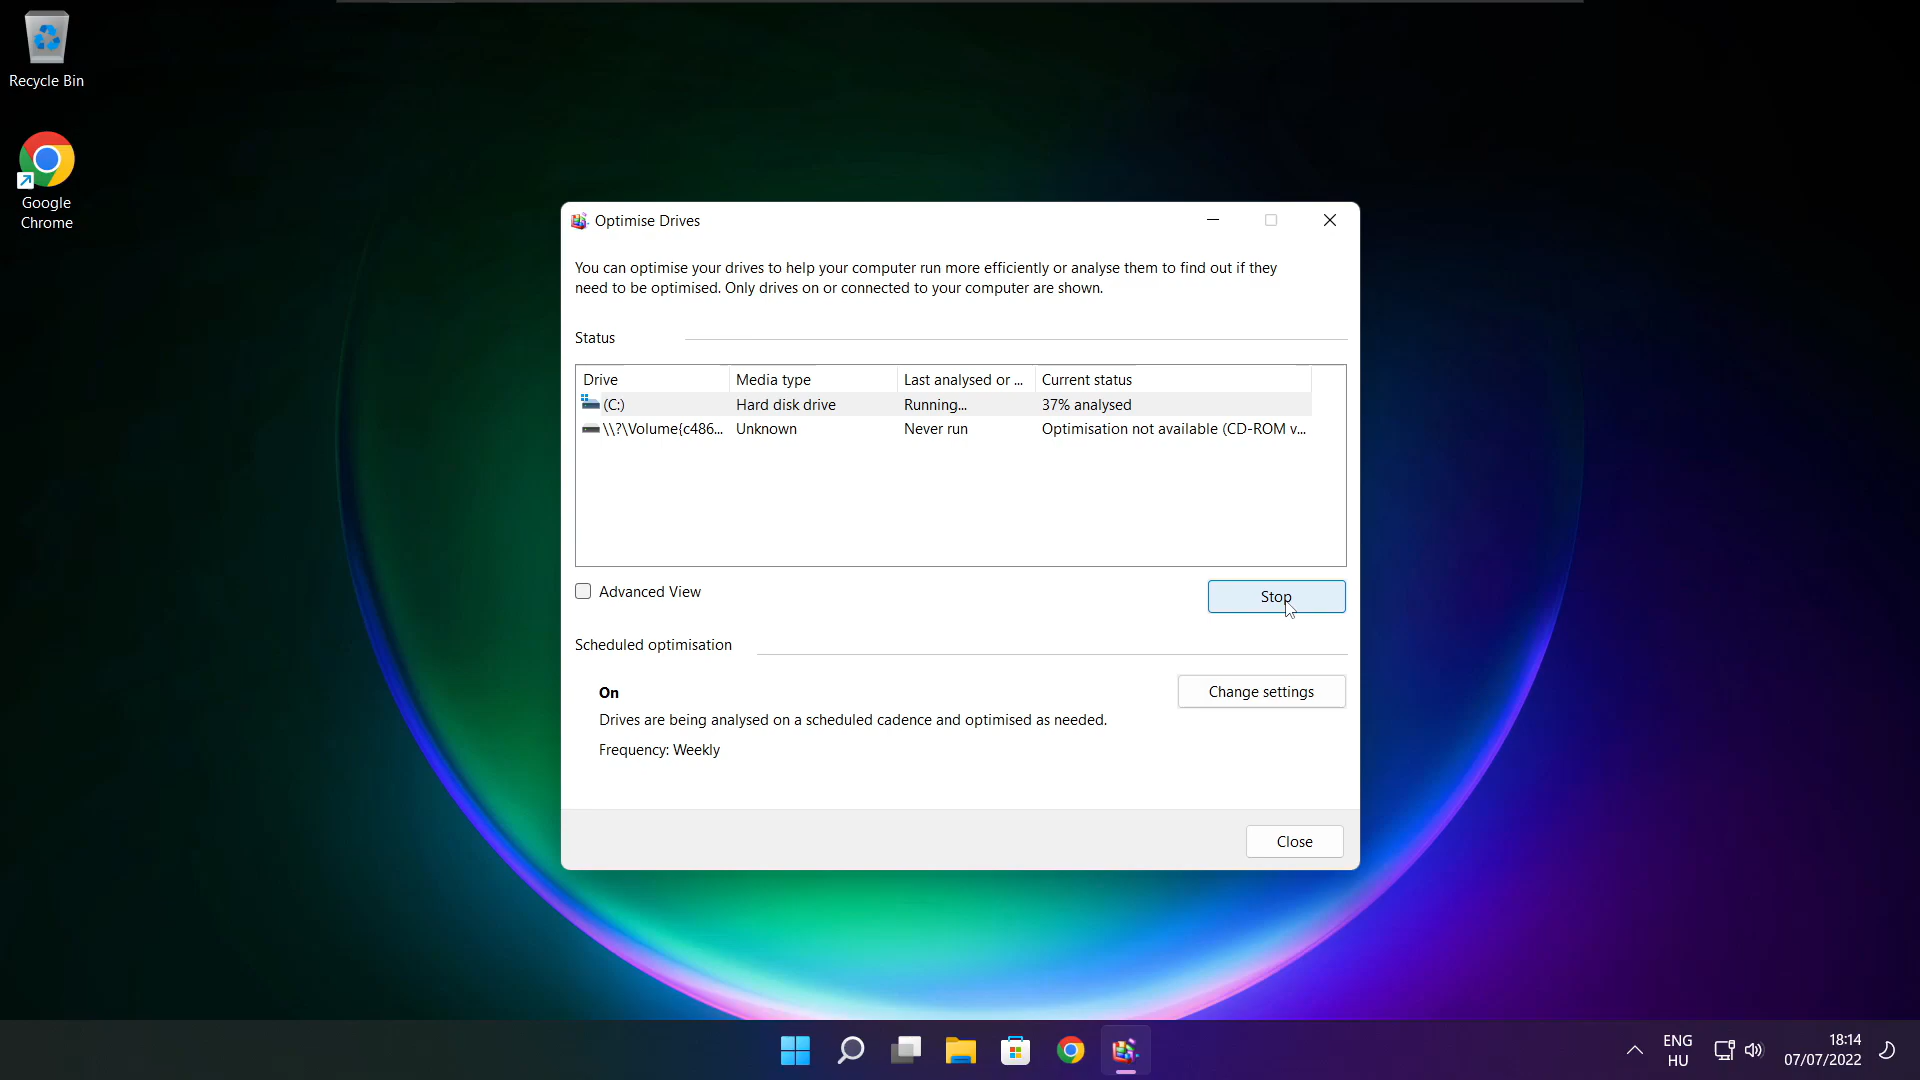 Recycle Bin
Google
Chrome
Optimise Drives
You can optimise your drives to help your computer run more efficiently or analyse them to find out if they
need to be optimised. Only drives on or connected to your computer are shown.
Status
Drive Media type Last analysed or ... Current status
(C:) Hard disk drive Running... 37% analysed
\\?\Volume{c486... Unknown Never run Optimisation not available (CD-ROM v...
Advanced View
Stop
Scheduled optimisation
On
Change settings
Drives are being analysed on a scheduled cadence and optimised as needed.
Frequency: Weekly
Close
ENG
HU
18:14
07/07/2022